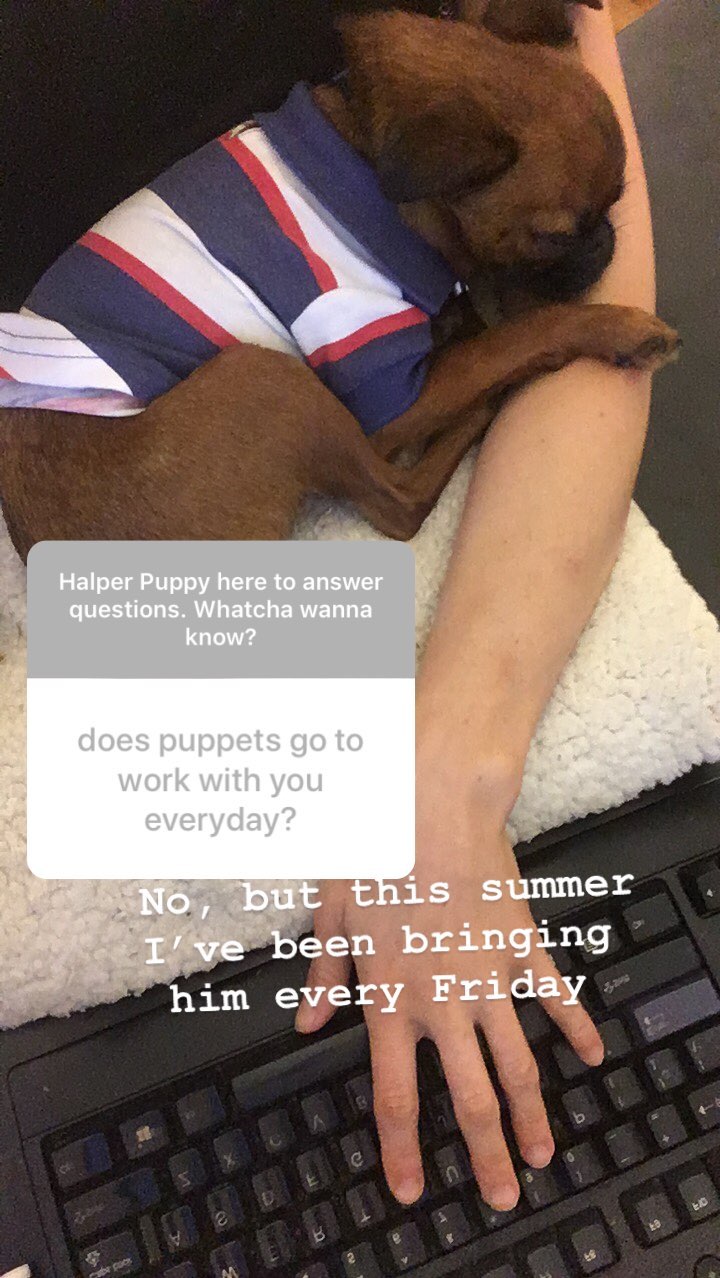 Halper Puppy here to answer
questions. Whatcha wanna
know?
does puppets go to
work with you
everyday?
No, but this summer
I've been bringing
him every Friday